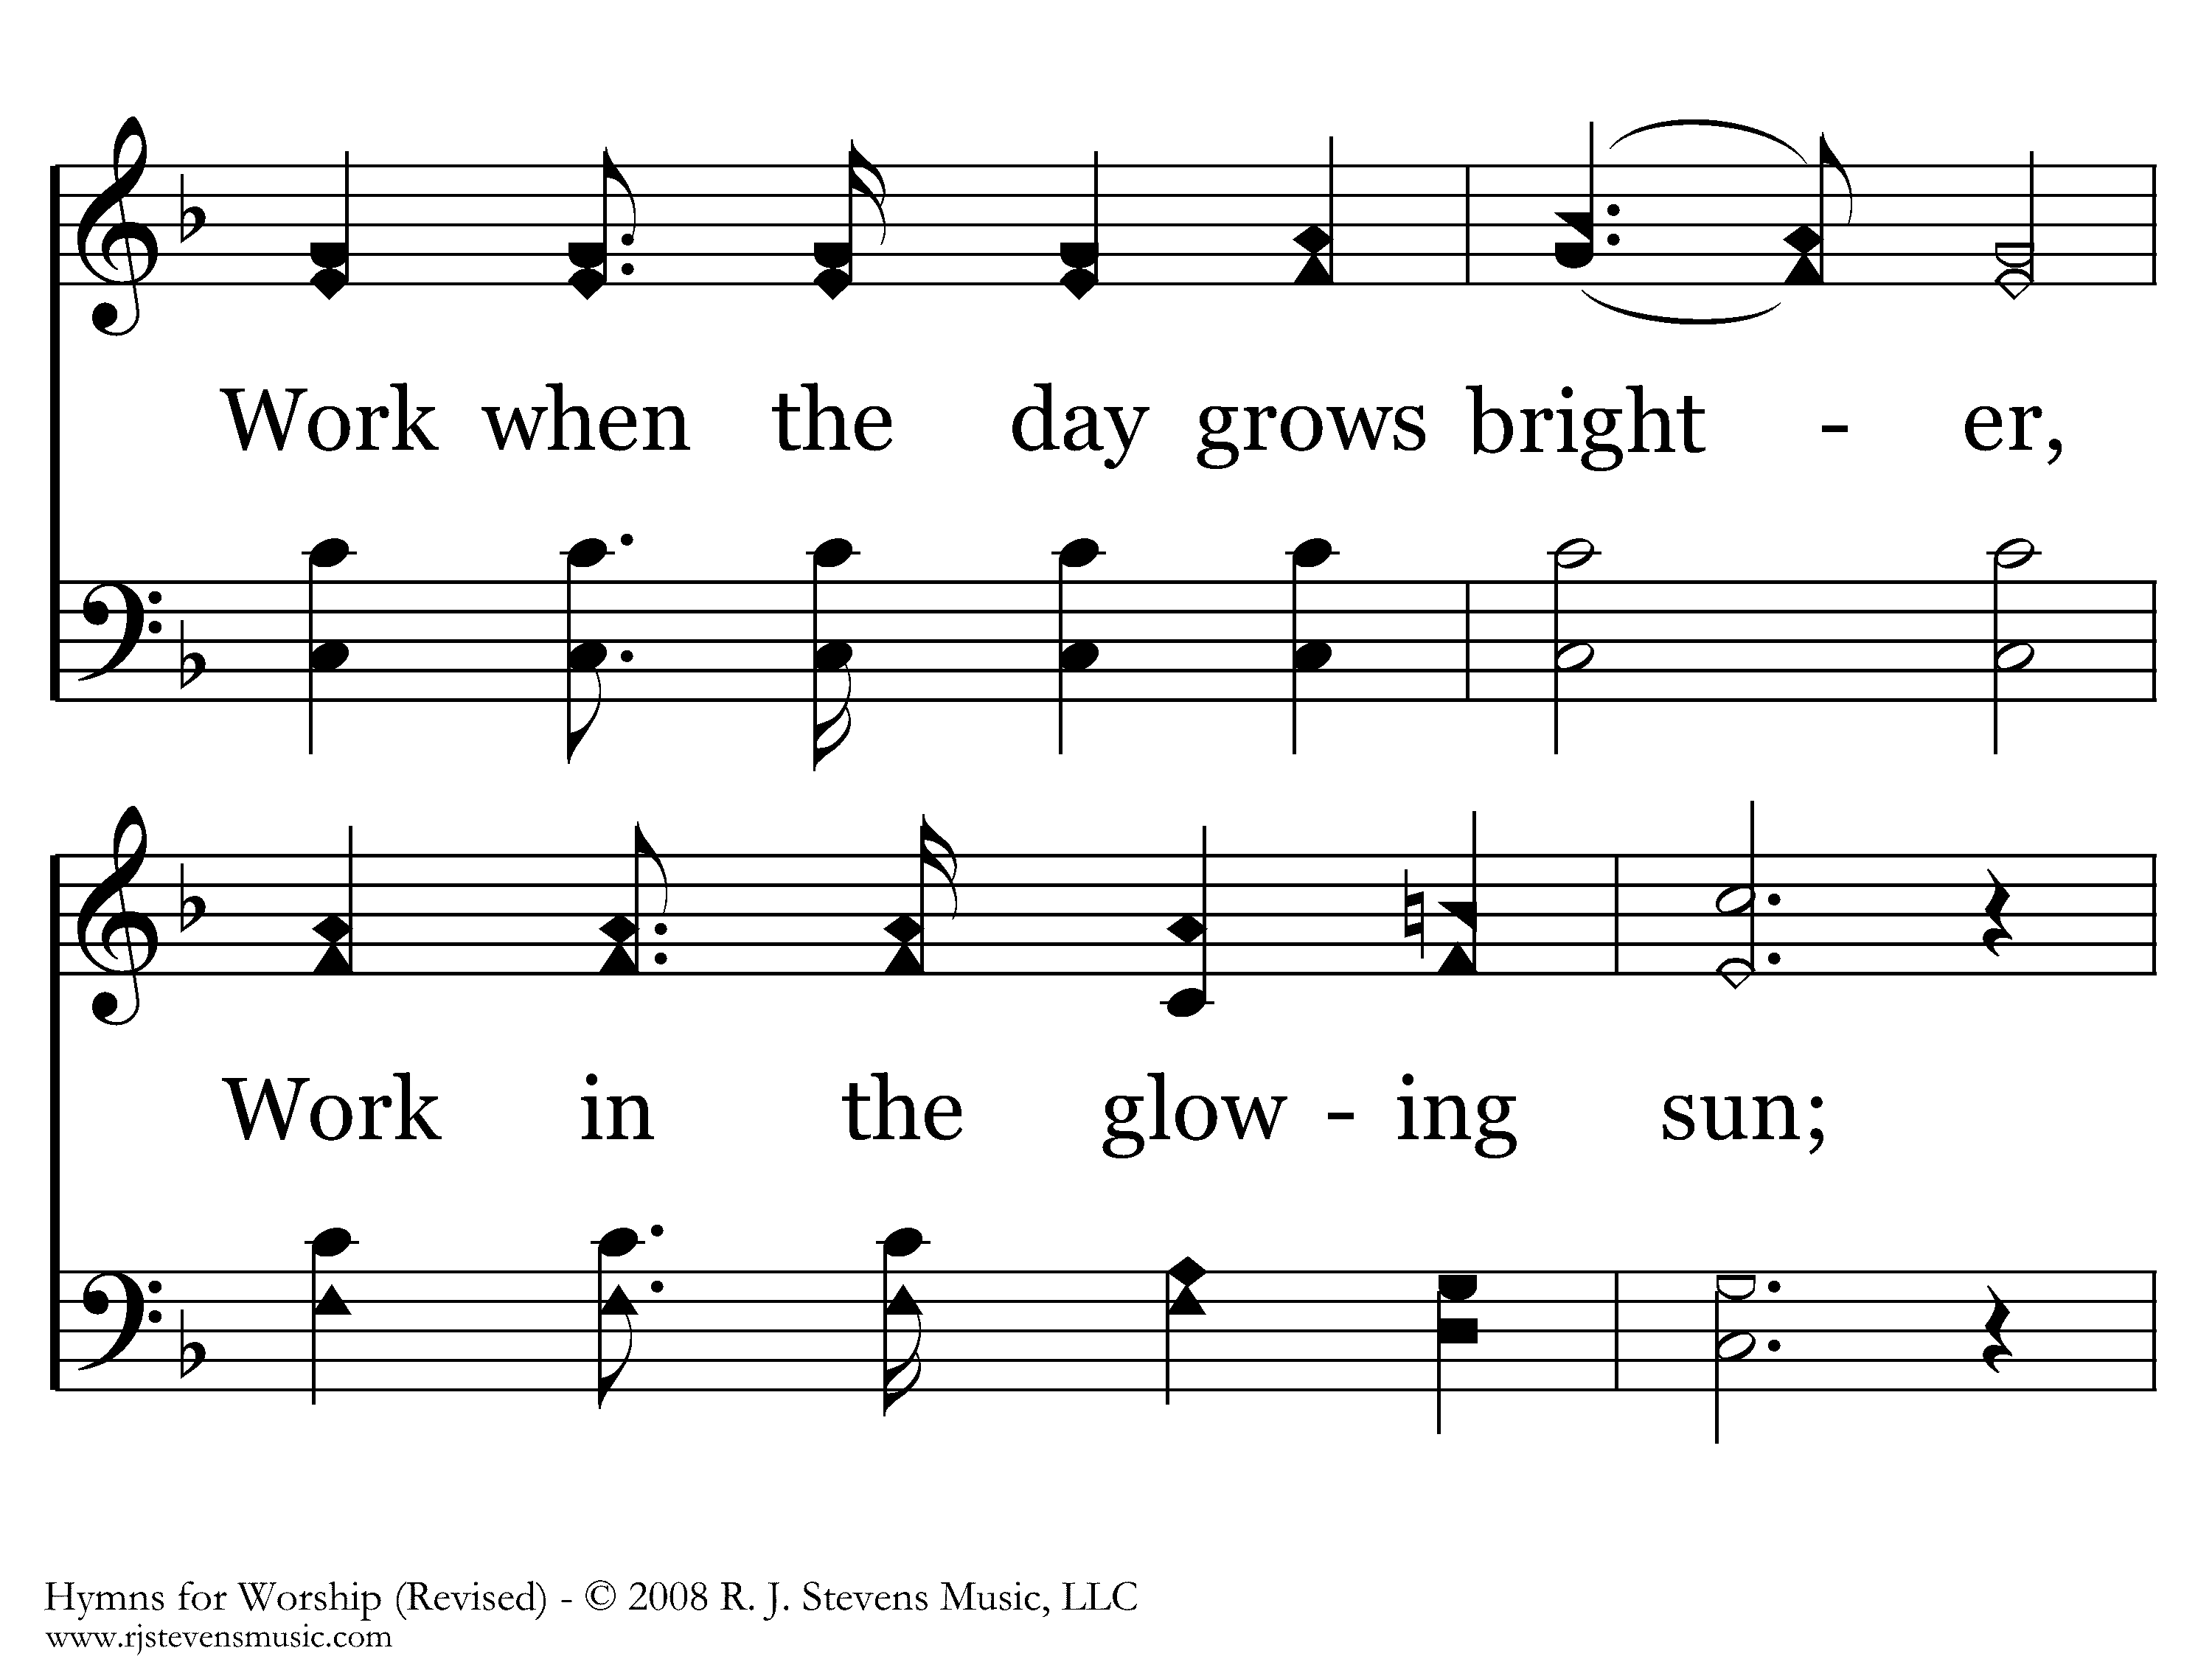 Work when the day grows bright - er,
Work in the glow - ing sun;
Hymns for Worship (Revised) - © 2008 R. J. Stevens Music, LLC
www.rjstevensmusic.com